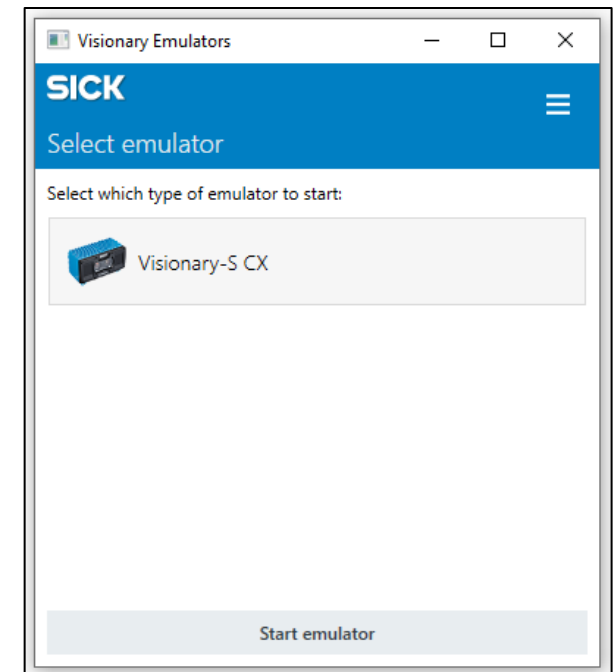 Visionary Emulators
SICK
Select emulator
Select which type of emulator to start:
Visionary-S CX
Start emulator